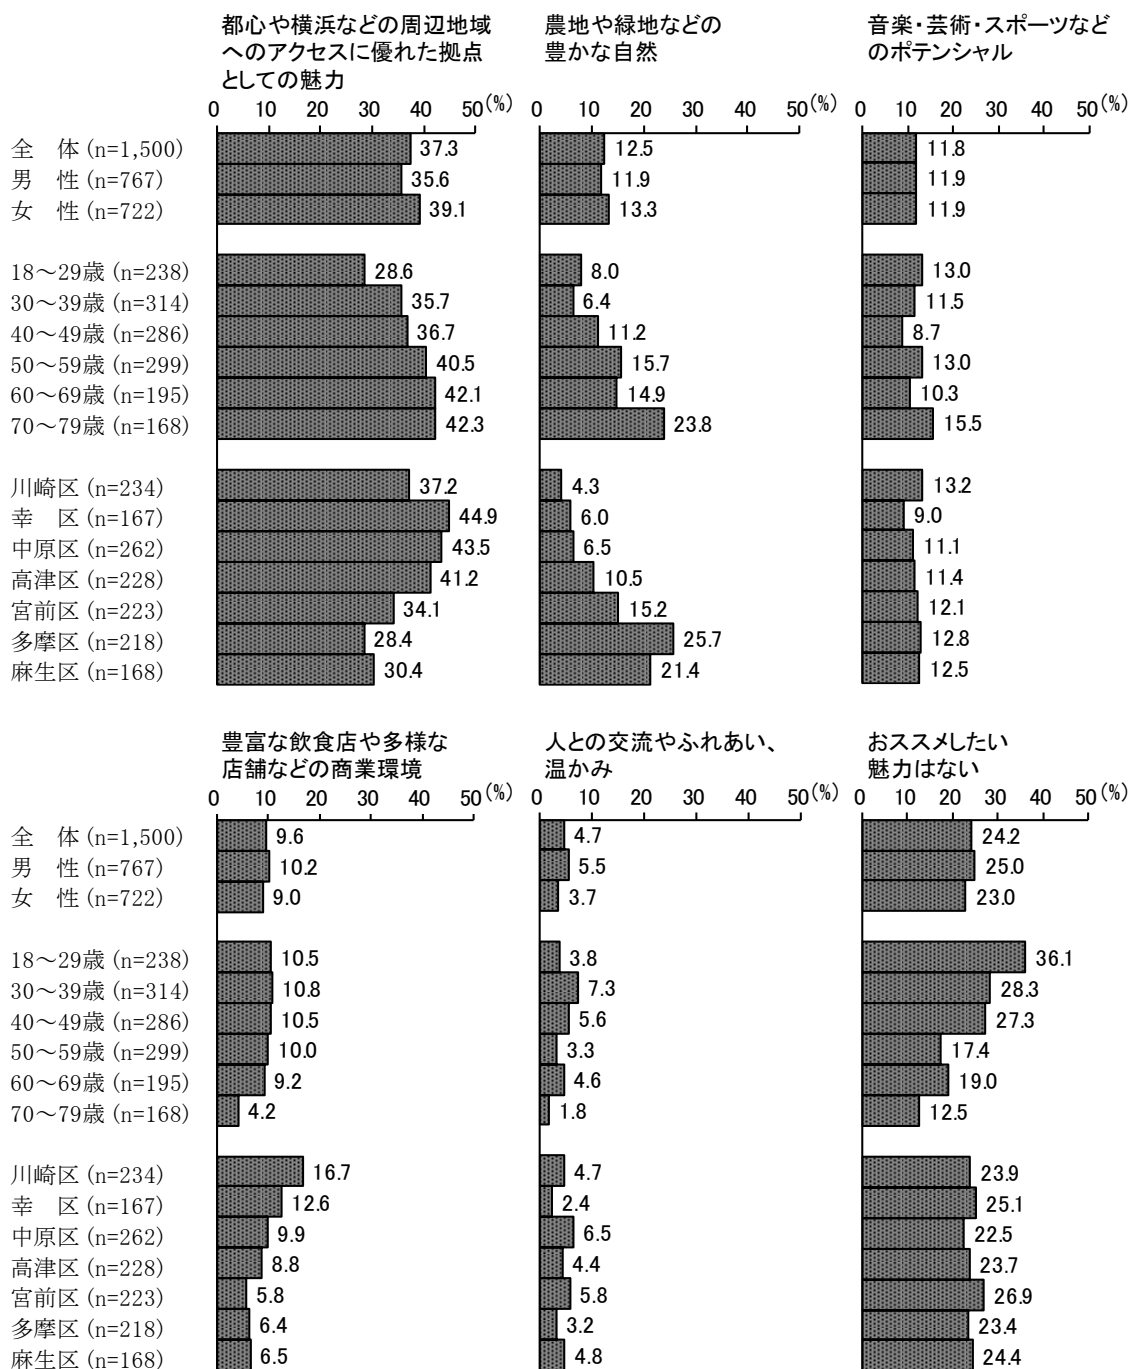 都心や横浜などの周辺地域 農地や緑地などの 音楽・芸術・スポーツなど
へのアクセスに優れた拠点 豊かな自然 のポテンシャル
としての魅力
0 10 20 30 40 50(%) 0 10 20 30 40 50(%) 0 10 20 30 40 50(%)
全 体 (n=1,500) 37.3 12.5 11.8
男 性 (n=767) 35.6 11.9 11.9
女 性 (n=722) 39.1 13.3 11.9
18～29歳 (n=238) 28.6 8.0 13.0
30～39歳 (n=314) 35.7 6.4 11.5
40～49歳 (n=286) 36.7 11.2 8.7
50～59歳 (n=299) 40.5 15.7 13.0
60～69歳 (n=195) 42.1 14.9 10.3
70～79歳 (n=168) 42.3 23.8 15.5
川崎区 (n=234) 37.2 4.3 13.2
幸 区 (n=167) 44.9 6.0 9.0
中原区 (n=262) 43.5 6.5 11.1
高津区 (n=228) 41.2 10.5 11.4
宮前区 (n=223) 34.1 15.2 12.1
多摩区 (n=218) 28.4 25.7 12.8
麻生区 (n=168) 30.4 21.4 12.5
豊富な飲食店や多様な 人との交流やふれあい、 おススメしたい
店舗などの商業環境 温かみ 魅力はない
0 10 20 30 40 50(%) 0 10 20 30 40 50(%) 0 10 20 30 40 50(%)
全 体 (n=1,500) 9.6 4.7 24.2
男 性 (n=767) 10.2 5.5 25.0
女 性 (n=722) 9.0 3.7 23.0
18～29歳 (n=238) 10.5 3.8 36.1
30～39歳 (n=314) 10.8 7.3 28.3
40～49歳 (n=286) 10.5 5.6 27.3
50～59歳 (n=299) 10.0 3.3 17.4
60～69歳 (n=195) 9.2 4.6 19.0
70～79歳 (n=168) 4.2 1.8 12.5
川崎区 (n=234) 16.7 4.7 23.9
幸 区 (n=167) 12.6 2.4 25.1
中原区 (n=262) 9.9 6.5 22.5
高津区 (n=228) 8.8 4.4 23.7
宮前区 (n=223) 5.8 5.8 26.9
多摩区 (n=218) 6.4 3.2 23.4
麻生区 (n=168) 6.5 4.8 24.4